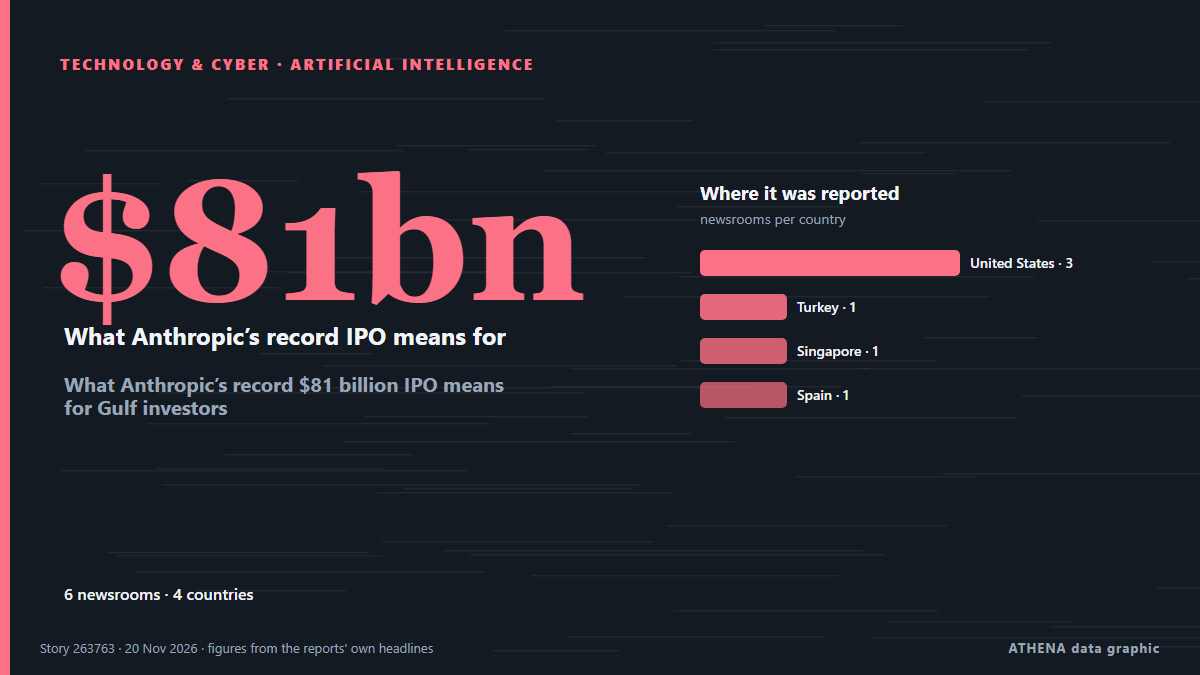 TECHNOLOGY & CYBER · ARTIFICIAL INTELLIGENCE
$81bn
What Anthropic’s record IPO means for
What Anthropic’s record $81 billion IPO means
for Gulf investors
Where it was reported
newsrooms per country
United States · 3
Turkey · 1
Singapore · 1
Spain · 1
6 newsrooms · 4 countries
Story 263763 · 20 Nov 2026 · figures from the reports' own headlines
ATHENA data graphic